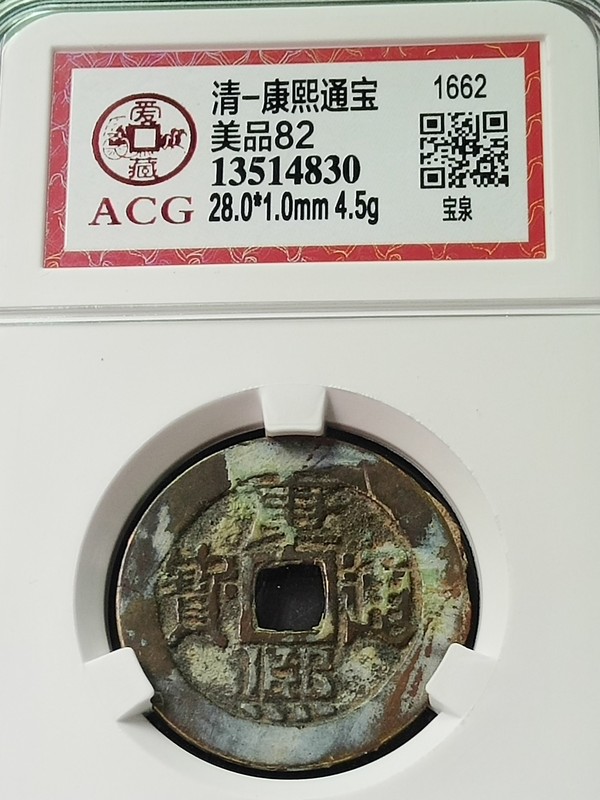 爱
藏
ACG
清-康熙通宝
美品82
13514830
28.0*1.0mm 4.5g
1662
宝泉
康熙通寶